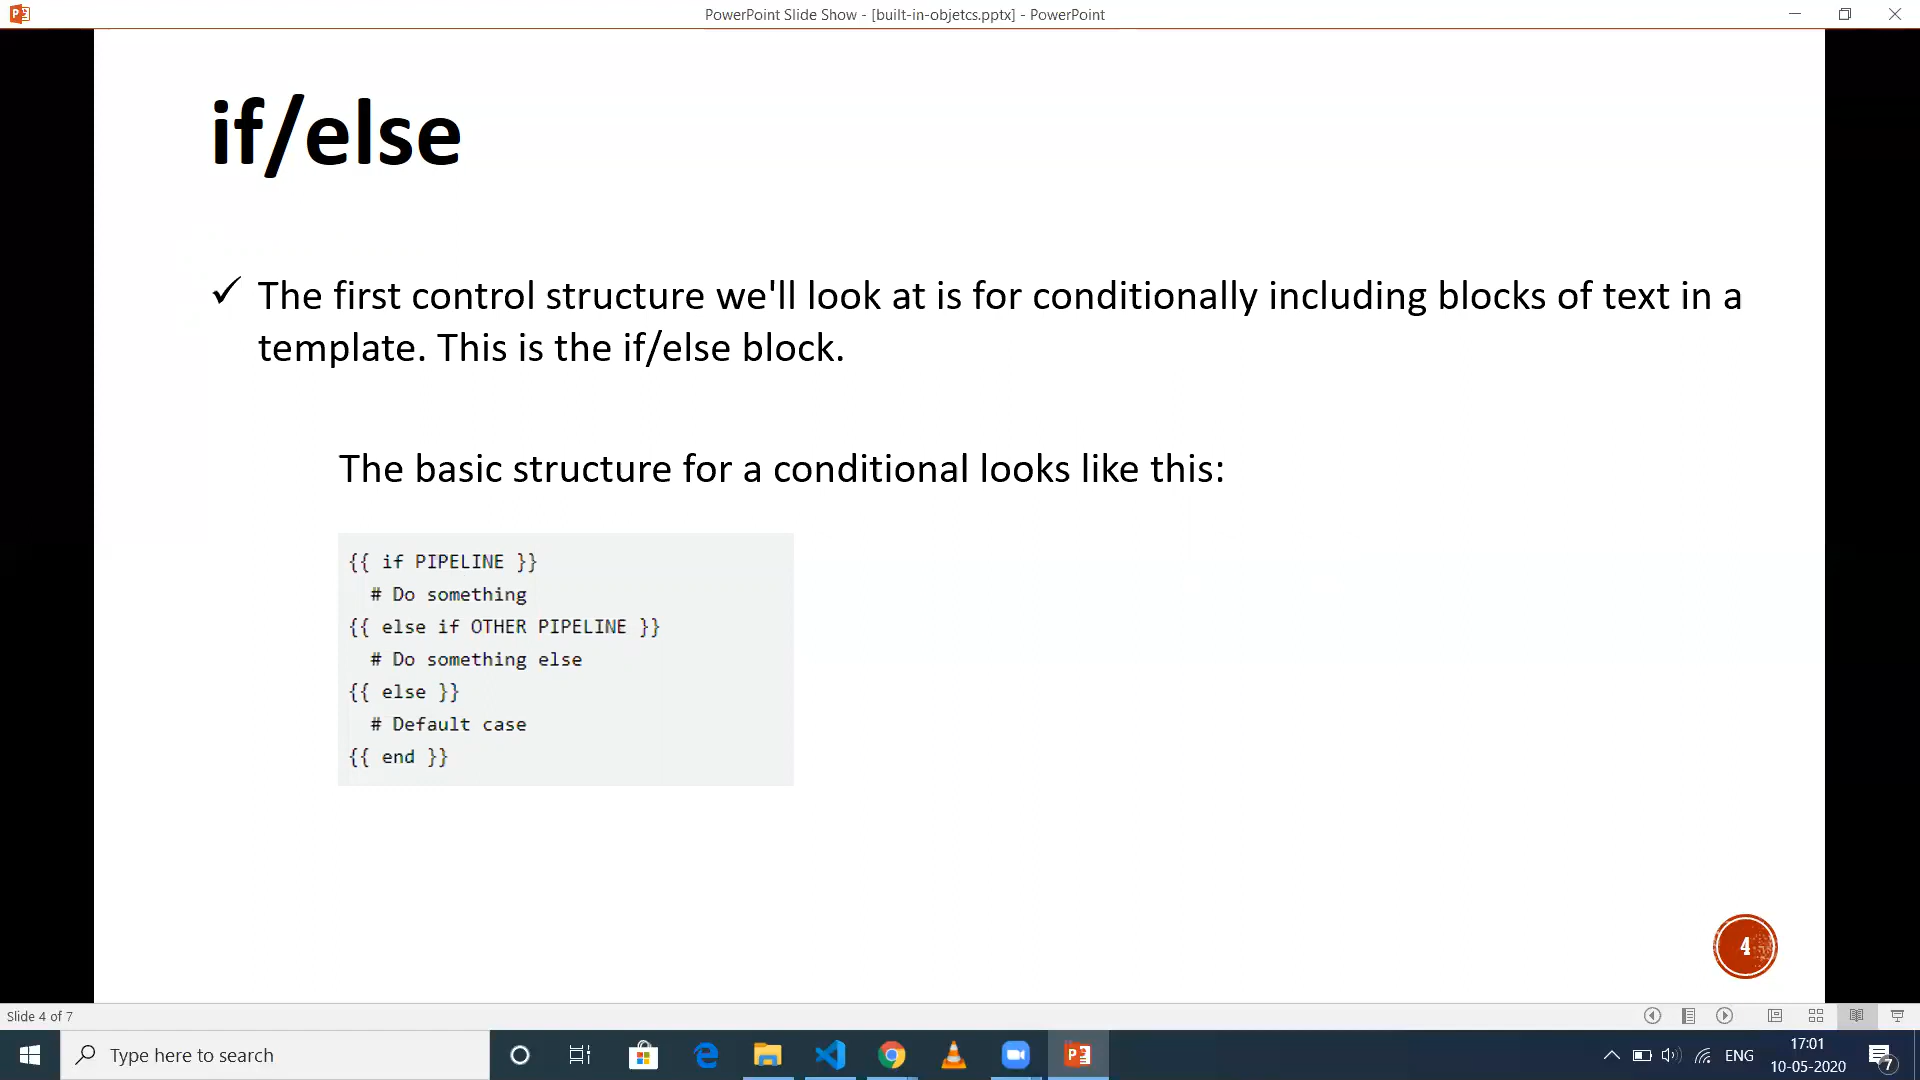 PowerPoint Slide Show - [built-in-objetcs.pptx] - PowerPoint
if/else
✓ The first control structure we'll look at is for conditionally including blocks of text in a
template. This is the if/else block.
The basic structure for a conditional looks like this:
{{ if PIPELINE }}
# Do something
{{ else if OTHER PIPELINE }}
# Do something else
{{ else }}
# Default case
{{ end }}
4
Slide 4 of 7
Type here to search
ENG
17:01
10-05-2020
7